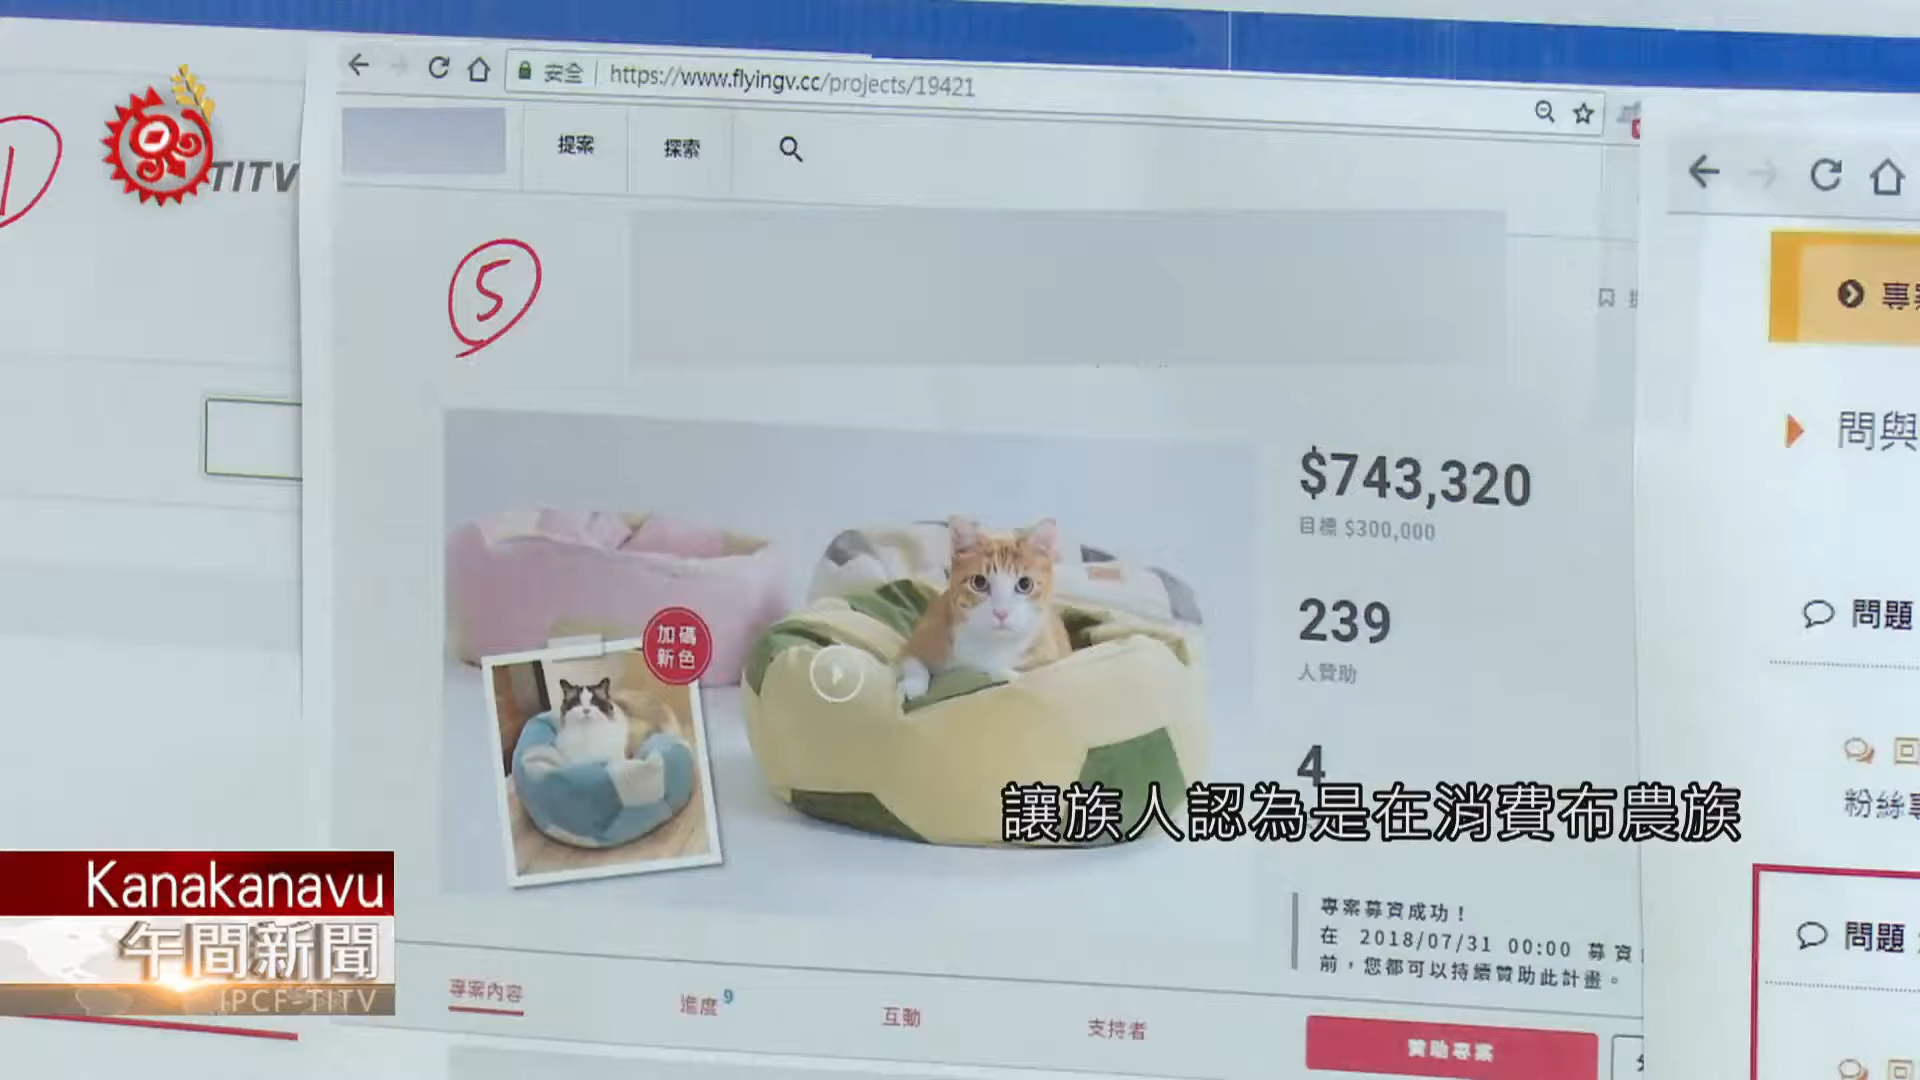 1
TITV
安全 https://www.flyingv.cc/projects/19421
提案 探索
5
$743,320
目標 $300,000
239
人贊助
4
加碼
新色
讓族人認為是在消費布農族
專案募資成功！
在 2018/07/31 00:00 募資
前，您都可以持續贊助此計畫。
專案內容 進度 9 互動 支持者
贊助專案
問與
問題
粉絲
問題
Kanakanavu
午間新聞
IPCF-TITV